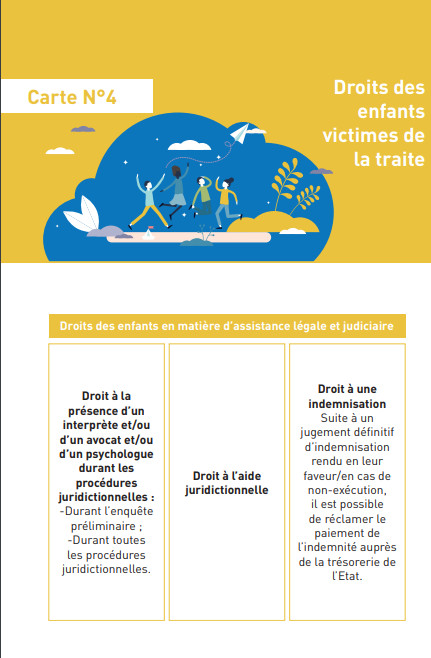 Carte N°4
Droits des
enfants
victimes de
la traite
Droits des enfants en matière d'assistance légale et judiciaire
Droit à la
présence d'un
interprète et/ou
d'un avocat et/ou
d'un psychologue
durant les
procédures
juridictionnelles :
-Durant l'enquête
préliminaire ;
-Durant toutes
les procédures
juridictionnelles.
Droit à l'aide
juridictionnelle
Droit à une
indemnisation
Suite à un
jugement définitif
d'indemnisation
rendu en leur
faveur/en cas de
non-exécution,
il est possible
de réclamer le
paiement de
l'indemnité auprès
de la trésorerie de
l'Etat.